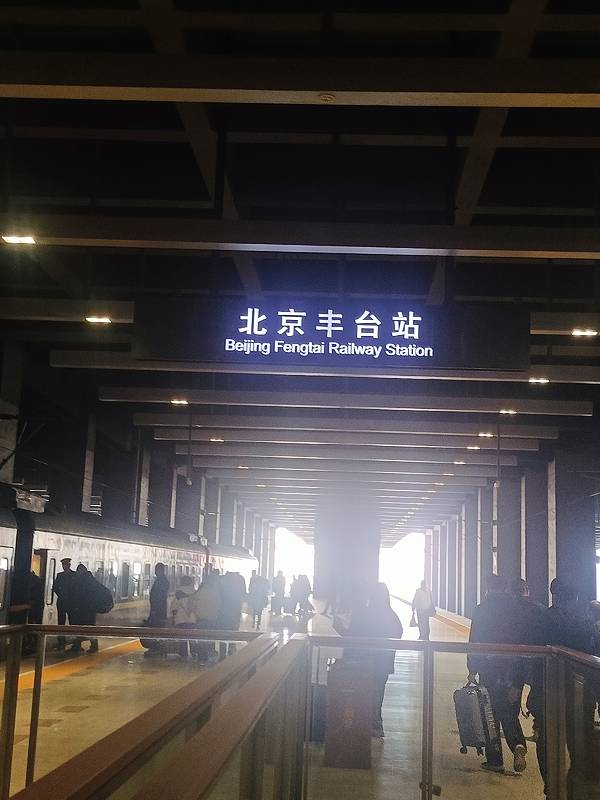 北京丰台站
Beijing Fengtai Railway Station